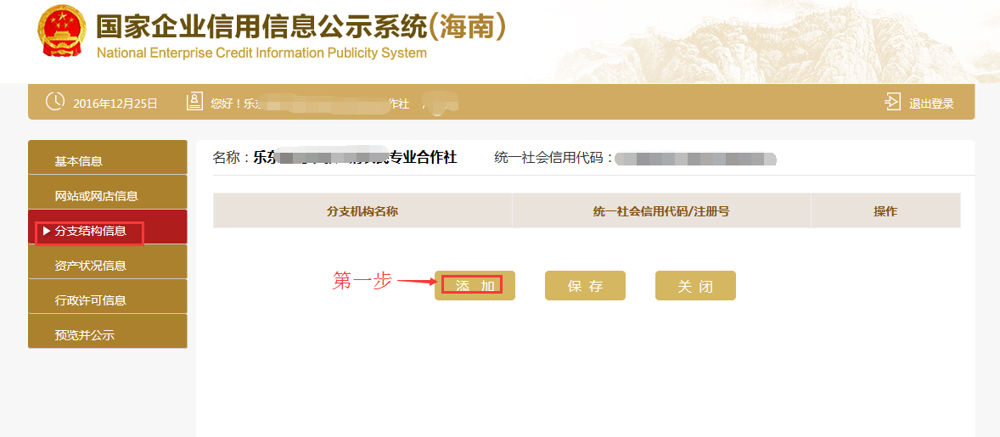 国家企业信用信息公示系统(海南)
National Enterprise Credit Information Publicity System
2016年12月25日 您好！乐东 作社 退出登录
基本信息
网站或网店信息
分支结构信息
资产状况信息
行政许可信息
预览并公示
名称：乐东 专业合作社 统一社会信用代码：
分支机构名称 统一社会信用代码/注册号 操作
第一步 添 加 保 存 关 闭